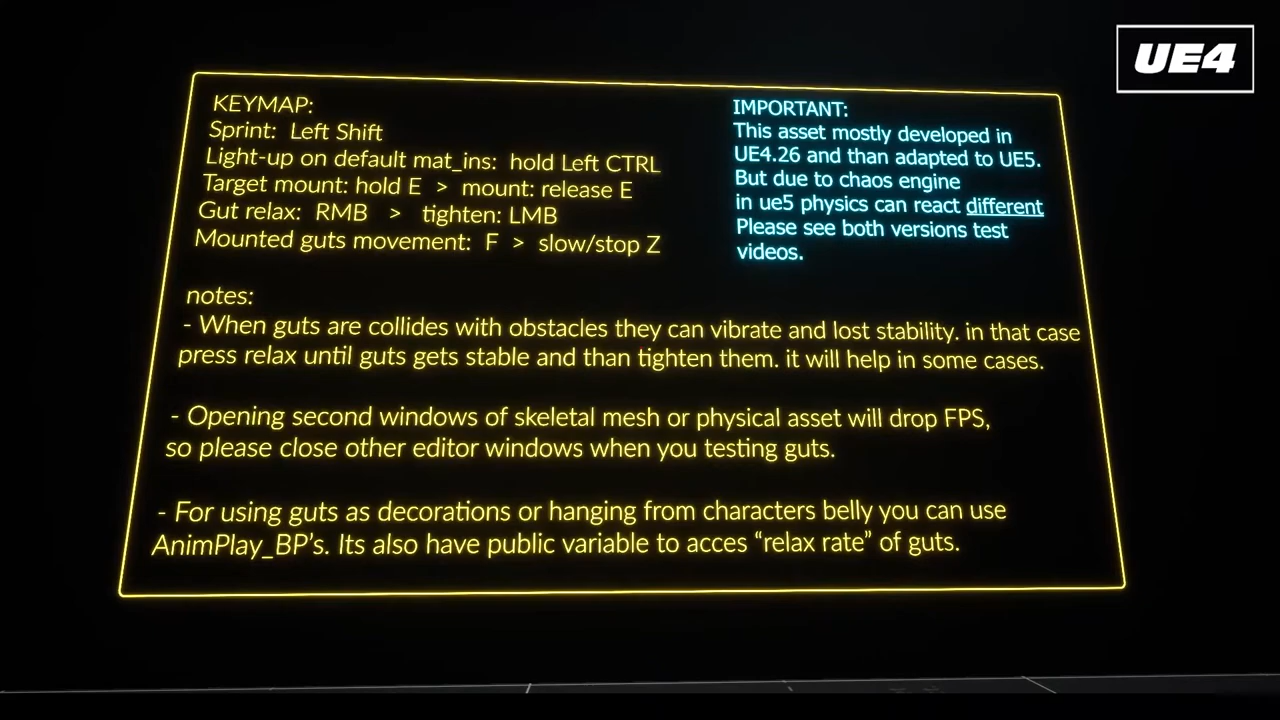 UE4
KEYMAP:
Sprint: Left Shift
Light-up on default mat_ins: hold Left CTRL
Target mount: hold E > mount: release E
Gut relax: RMB > tighten: LMB
Mounted guts movement: F > slow/stop Z
IMPORTANT:
This asset mostly developed in
UE4.26 and than adapted to UE5.
But due to chaos engine
in ue5 physics can react different
Please see both versions test
videos.
notes:
- When guts are collides with obstacles they can vibrate and lost stability. in that case
press relax until guts gets stable and than tighten them. it will help in some cases.
- Opening second windows of skeletal mesh or physical asset will drop FPS,
so please close other editor windows when you testing guts.
- For using guts as decorations or hanging from characters belly you can use
AnimPlay_BP’s. Its also have public variable to acces “relax rate” of guts.